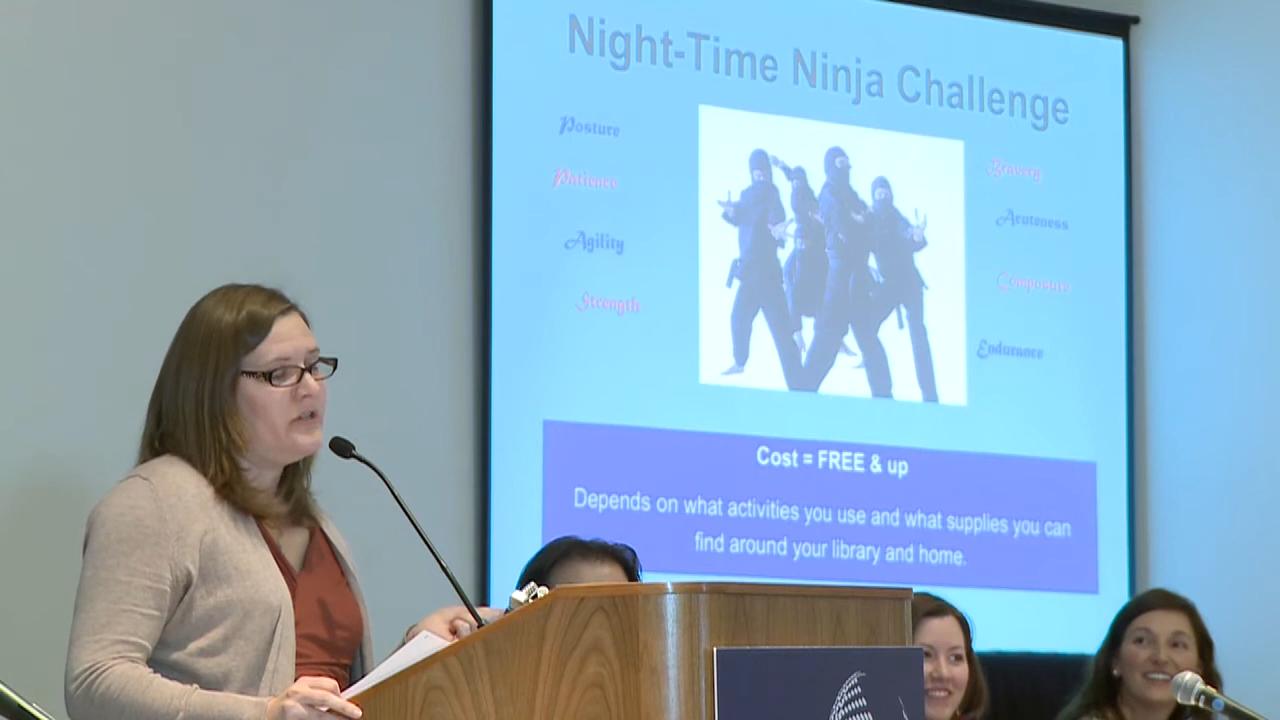 Night-Time Ninja Challenge
Posture
Patience
Agility
Strength
Bravery
Acuteness
Composure
Endurance
Cost = FREE & up
Depends on what activities you use and what supplies you can
find around your library and home.